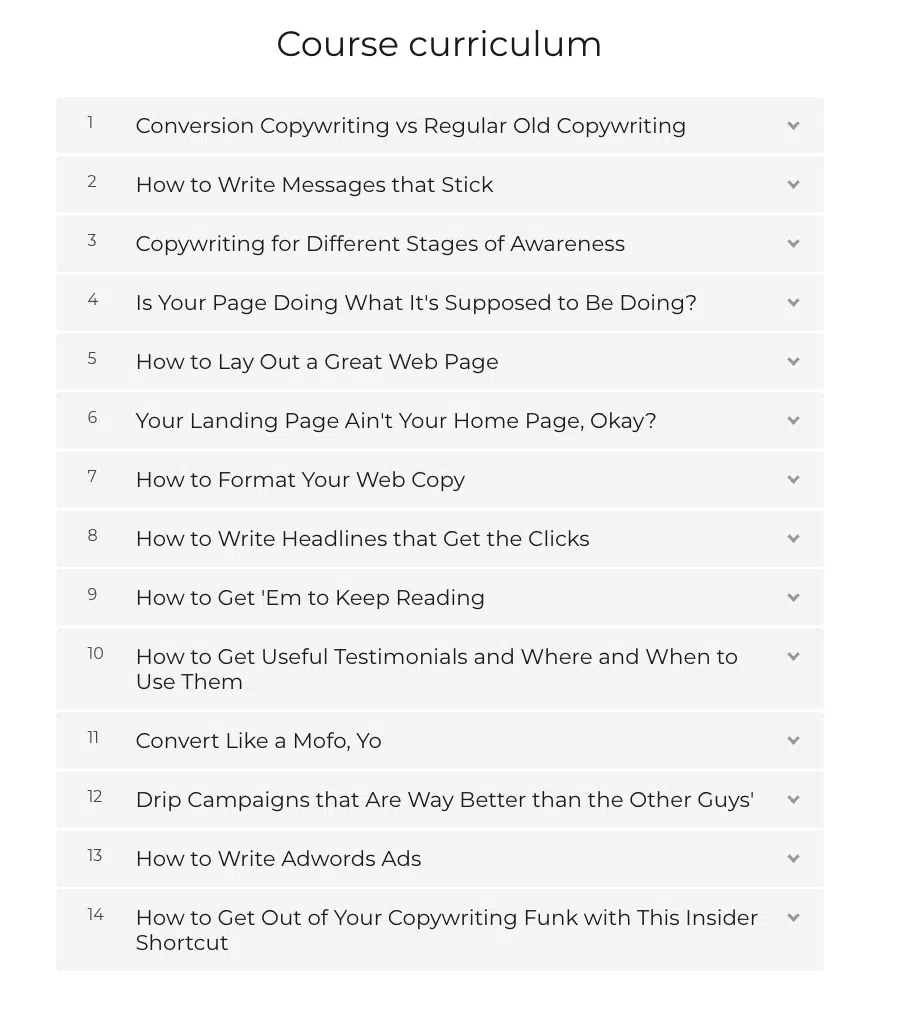 Course curriculum
1 Conversion Copywriting vs Regular Old Copywriting
2 How to Write Messages that Stick
3 Copywriting for Different Stages of Awareness
4 Is Your Page Doing What It's Supposed to Be Doing?
5 How to Lay Out a Great Web Page
6 Your Landing Page Ain't Your Home Page, Okay?
7 How to Format Your Web Copy
8 How to Write Headlines that Get the Clicks
9 How to Get 'Em to Keep Reading
10 How to Get Useful Testimonials and Where and When to
Use Them
11 Convert Like a Mofo, Yo
12 Drip Campaigns that Are Way Better than the Other Guys'
13 How to Write Adwords Ads
14 How to Get Out of Your Copywriting Funk with This Insider
Shortcut